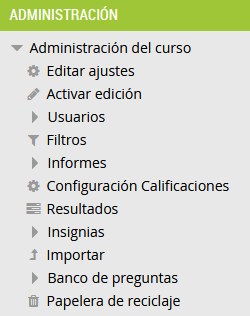 ADMINISTRACIÓN
Administración del curso
Editar ajustes
Activar edición
Usuarios
Filtros
Informes
Configuración Calificaciones
Resultados
Insignias
Importar
Banco de preguntas
Papelera de reciclaje